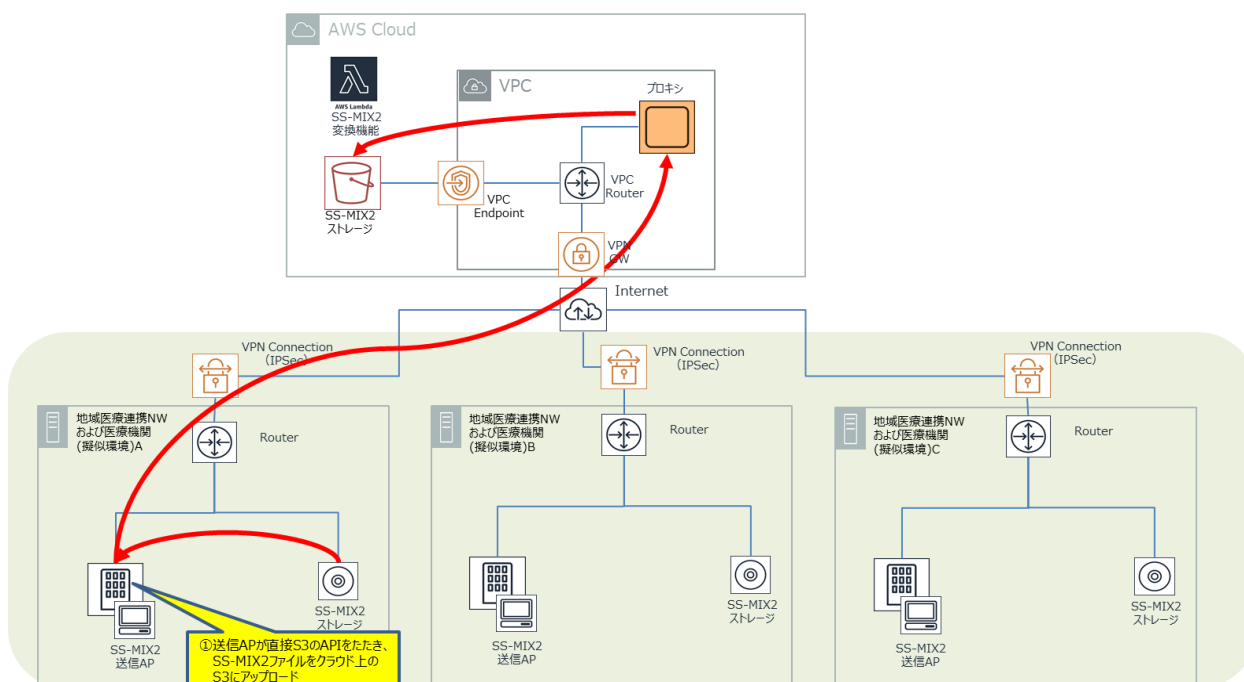 AWS Cloud
VPC
プロキシ
AWS Lambda
SS-MIX2
変換機能
SS-MIX2
ストレージ
VPC
Endpoint
VPC
Router
VPN
GW
Internet
VPN Connection
(IPSec)
VPN Connection
(IPSec)
VPN Connection
(IPSec)
地域医療連携NW
および医療機関
(擬似環境)A
Router
SS-MIX2
送信AP
SS-MIX2
ストレージ
①送信APが直接S3のAPIをたたき、
SS-MIX2ファイルをクラウド上の
S3にアップロード
地域医療連携NW
および医療機関
(擬似環境)B
Router
SS-MIX2
送信AP
SS-MIX2
ストレージ
地域医療連携NW
および医療機関
(擬似環境)C
Router
SS-MIX2
送信AP
SS-MIX2
ストレージ